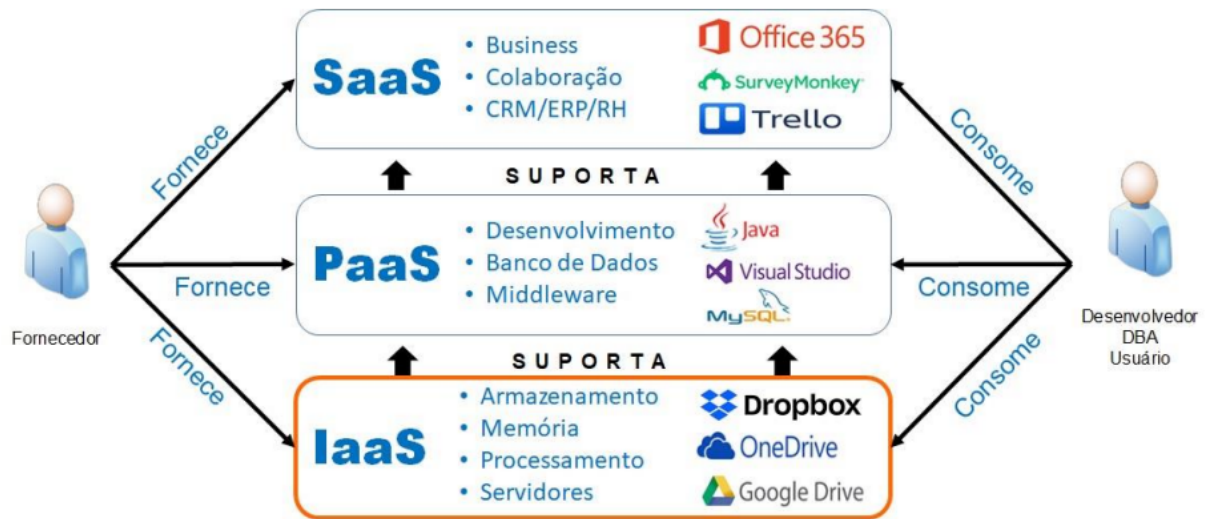 SaaS
• Business
• Colaboração
• CRM/ERP/RH
Office 365
SurveyMonkey
Trello
Fornece
Consome
SUPORTA
PaaS
• Desenvolvimento
• Banco de Dados
• Middleware
Java
Visual Studio
MySQL
Fornece
Consome
Fornecedor
Desenvolvedor
DBA
Usuário
SUPORTA
Fornece
Consome
IaaS
• Armazenamento
• Memória
• Processamento
• Servidores
Dropbox
OneDrive
Google Drive